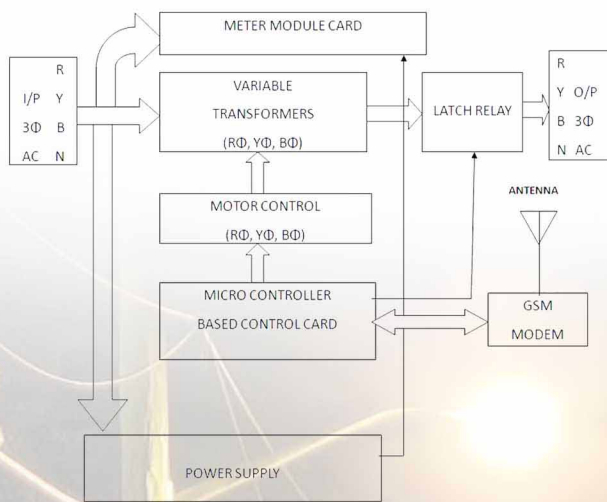 METER MODULE CARD
R
I/P Y
3Φ B
AC N
VARIABLE
TRANSFORMERS
(RΦ, YΦ, BΦ)
LATCH RELAY
R
Y O/P
B 3Φ
N AC
MOTOR CONTROL
(RΦ, YΦ, BΦ)
ANTENNA
MICRO CONTROLLER
BASED CONTROL CARD
GSM
MODEM
POWER SUPPLY